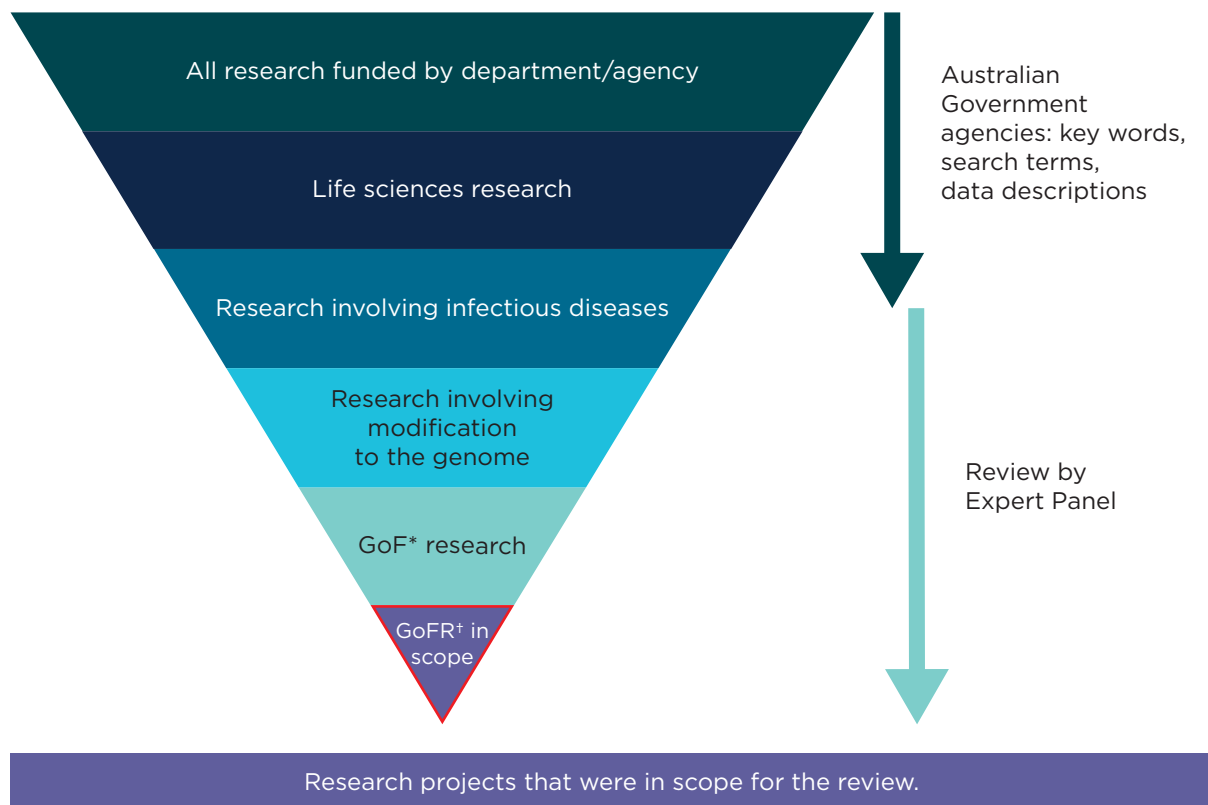 All research funded by department/agency
Life sciences research
Research involving infectious diseases
Research involving
modification
to the genome
GoF* research
GoFR† in
scope
Australian
Government
agencies: key words,
search terms,
data descriptions
Review by
Expert Panel
Research projects that were in scope for the review.